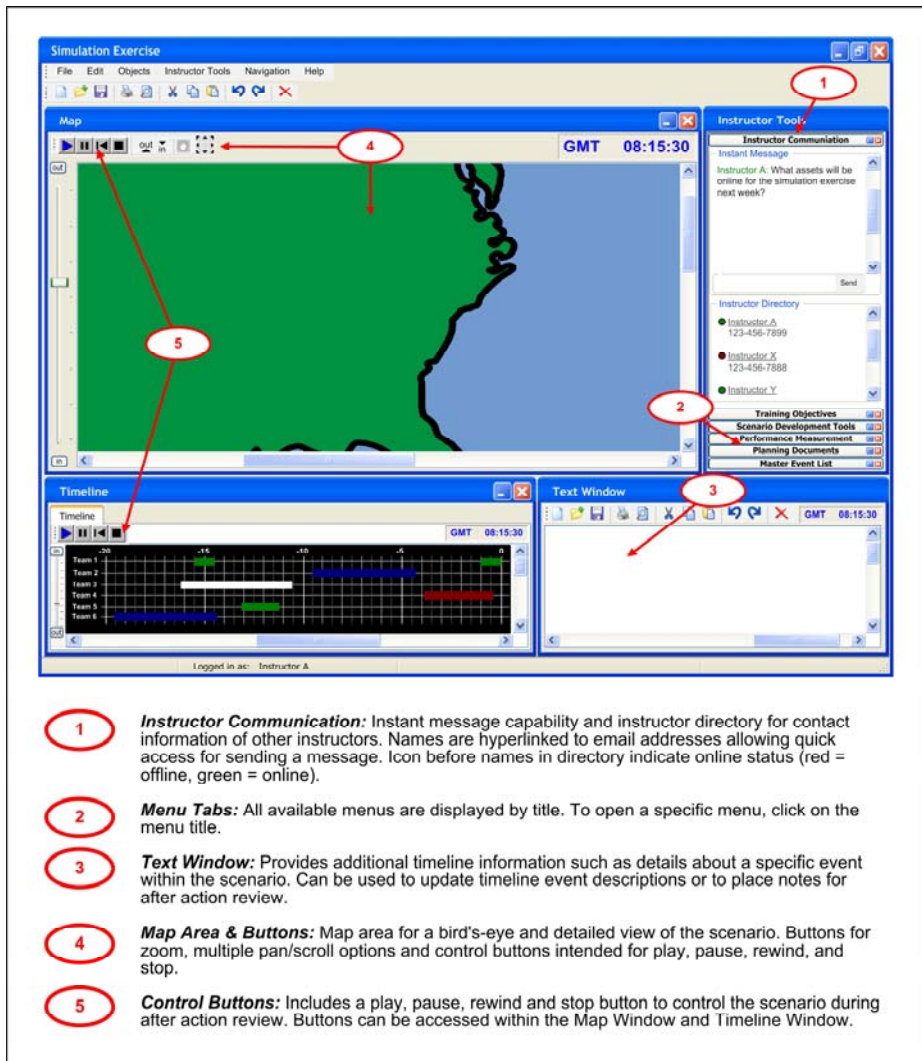 Simulation Exercise
File Edit Objects Instructor Tools Navigation Help
1
Map
Instructor Tools
out in
4
GMT 08:15:30
Instructor Communication
out
Instant Message
Instructor A: What assets will be
online for the simulation exercise
next week?
Send
Instructor Directory
Instructor A
123-456-7899
5
Instructor X
123-456-7888
Instructor Y
2
Training Objectives
Scenario Development Tools
Performance Measurement
Planning Documents
Master Event List
in
Timeline
Text Window
3
Timeline
GMT 08:15:30
GMT 08:15:30
in
-20 -15 -10 -5 0
Team 1
Team 2
Team 3
Team 4
Team 5
Team 6
out
Logged in as: Instructor A
1
Instructor Communication: Instant message capability and instructor directory for contact
information of other instructors. Names are hyperlinked to email addresses allowing quick
access for sending a message. Icon before names in directory indicate online status (red =
offline, green = online).
2
Menu Tabs: All available menus are displayed by title. To open a specific menu, click on the
menu title.
3
Text Window: Provides additional timeline information such as details about a specific event
within the scenario. Can be used to update timeline event descriptions or to place notes for
after action review.
4
Map Area & Buttons: Map area for a bird's-eye and detailed view of the scenario. Buttons for
zoom, multiple pan/scroll options and control buttons intended for play, pause, rewind, and
stop.
5
Control Buttons: Includes a play, pause, rewind and stop button to control the scenario during
after action review. Buttons can be accessed within the Map Window and Timeline Window.